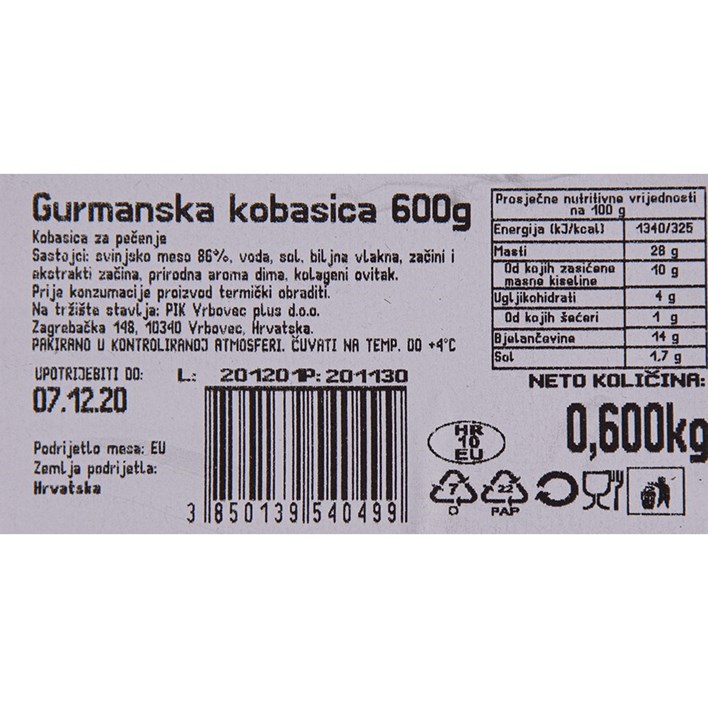 Gurmanska kobasica 600g
Kobasica za pečenje
Sastojci: svinjsko meso 86%, voda, sol, biljna vlakna, začini i
ekstrakti začina, prirodna aroma dima, kolageni ovitak.
Prije konzumacije proizvod termički obraditi.
Na tržište stavlja: PIK Vrbovec plus d.o.o.
Zagrebačka 148, 10340 Vrbovec, Hrvatska.
PAKIRANO U KONTROLIRANOJ ATMOSFERI. ČUVATI NA TEMP. DO +4°C
Prosječne nutritivne vrijednosti
na 100 g
Energija (kJ/kcal) 1340/325
Masti 28 g
Od kojih zasićene 10 g
masne kiseline
Ugljikohidrati 4 g
Od kojih šećeri 1 g
Bjelančevine 14 g
Sol 1,7 g
UPOTRIJEBITI DO:
07.12.20
L: 201201P:201130
NETO KOLIČINA:
0,600kg
Podrijetlo mesa: EU
Zemlja podrijetla:
Hrvatska
3 850139 540499
HR
10
EU
7
O
22
PAP